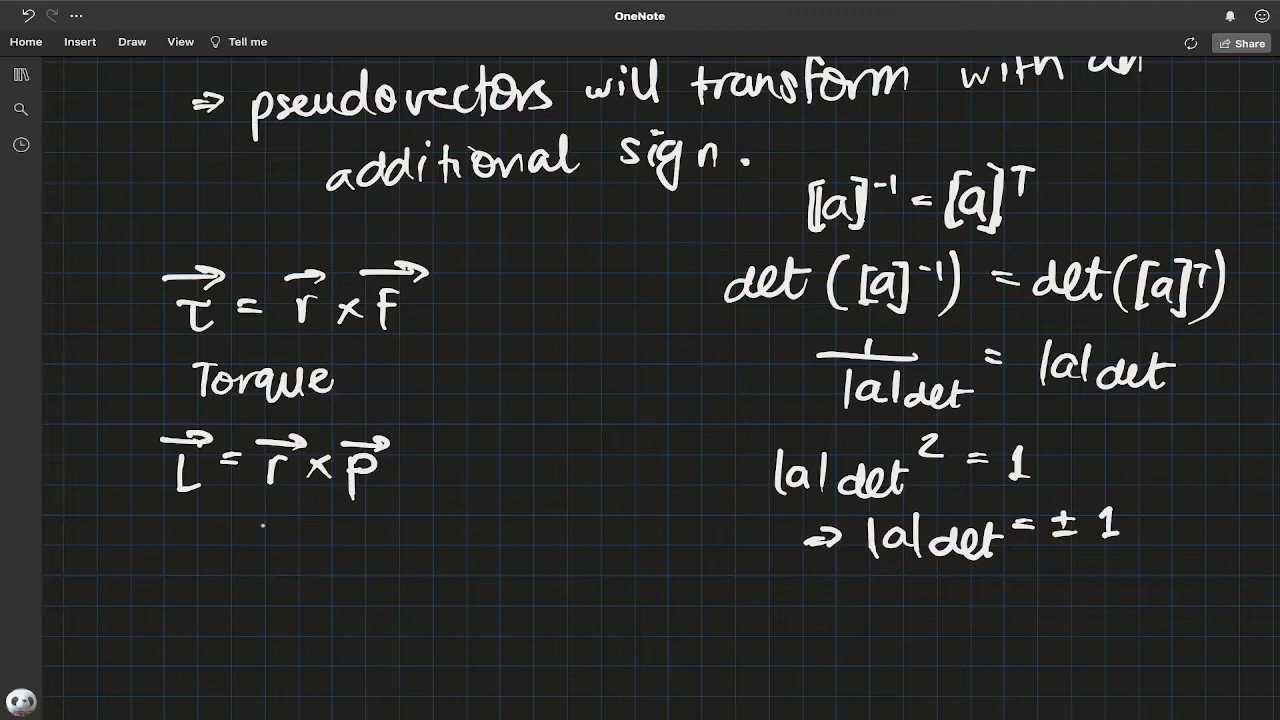 OneNote
Home Insert Draw View Tell me Share
⇒ pseudovectors will transform with an
additional sign.
[a]⁻¹ = [a]ᵀ
det([a]⁻¹) = det([a]ᵀ)
1/|a|det = |a|det
|a|det² = 1
⇒ |a|det = ± 1
τ⃗ = r⃗ × F⃗
Torque
L⃗ = r⃗ × p⃗